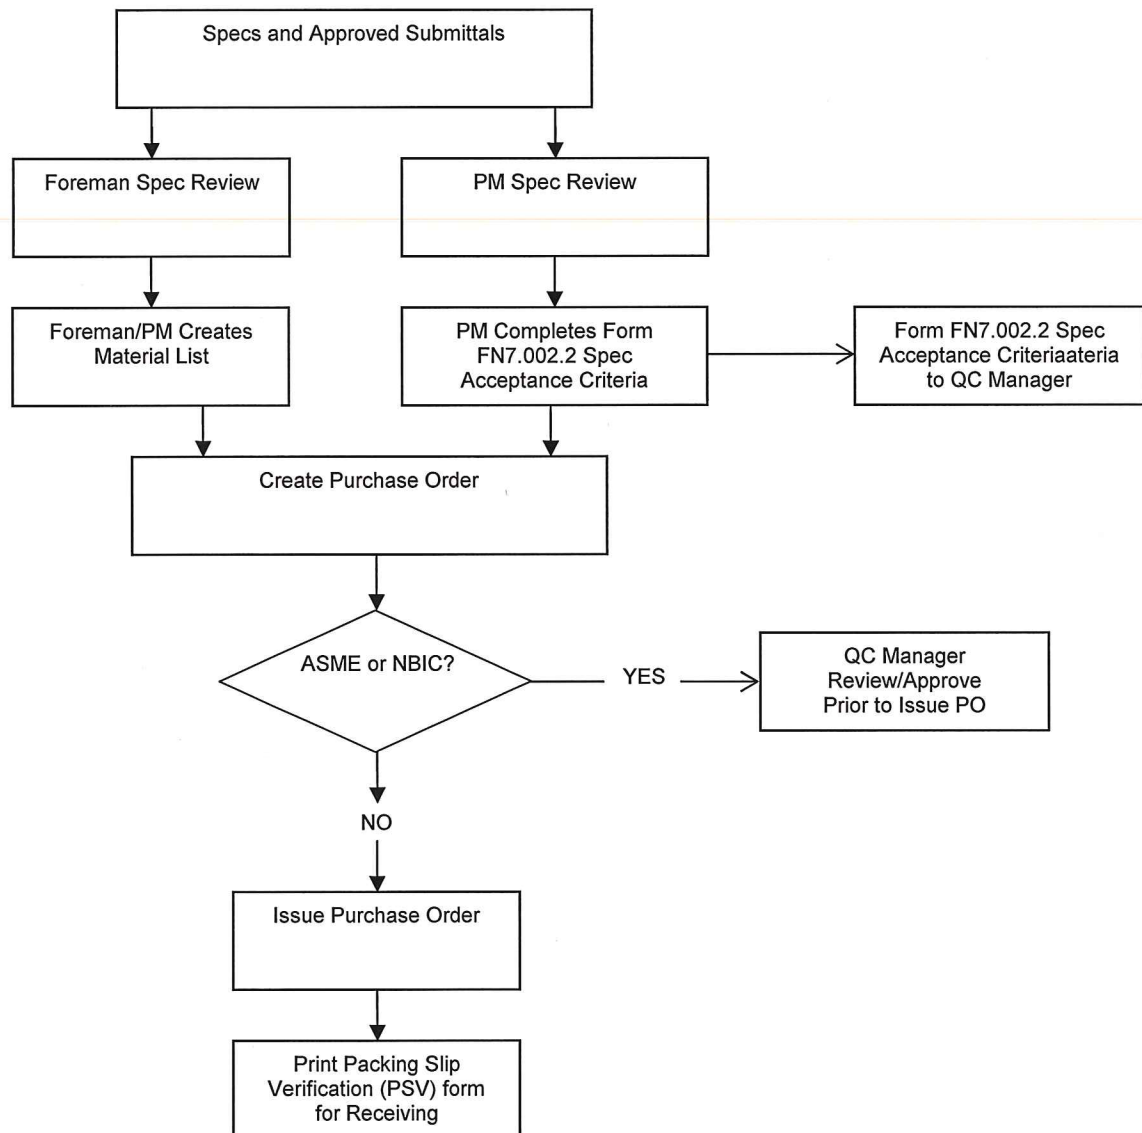 Specs and Approved Submittals
Foreman Spec Review
PM Spec Review
Foreman/PM Creates
Material List
PM Completes Form
FN7.002.2 Spec
Acceptance Criteria
Form FN7.002.2 Spec
Acceptance Criteriaateria
to QC Manager
Create Purchase Order
ASME or NBIC?
YES
QC Manager
Review/Approve
Prior to Issue PO
NO
Issue Purchase Order
Print Packing Slip
Verification (PSV) form
for Receiving